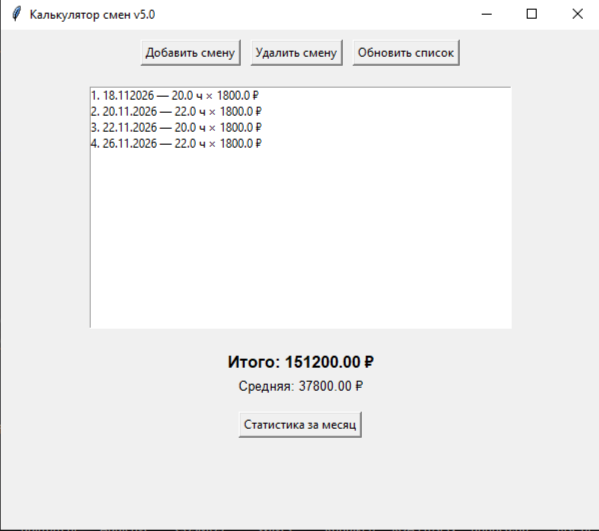 Калькулятор смен v5.0
Добавить смену Удалить смену Обновить список
1. 18.112026 — 20.0 ч × 1800.0 ₽
2. 20.11.2026 — 22.0 ч × 1800.0 ₽
3. 22.11.2026 — 20.0 ч × 1800.0 ₽
4. 26.11.2026 — 22.0 ч × 1800.0 ₽
Итого: 151200.00 ₽
Средняя: 37800.00 ₽
Статистика за месяц